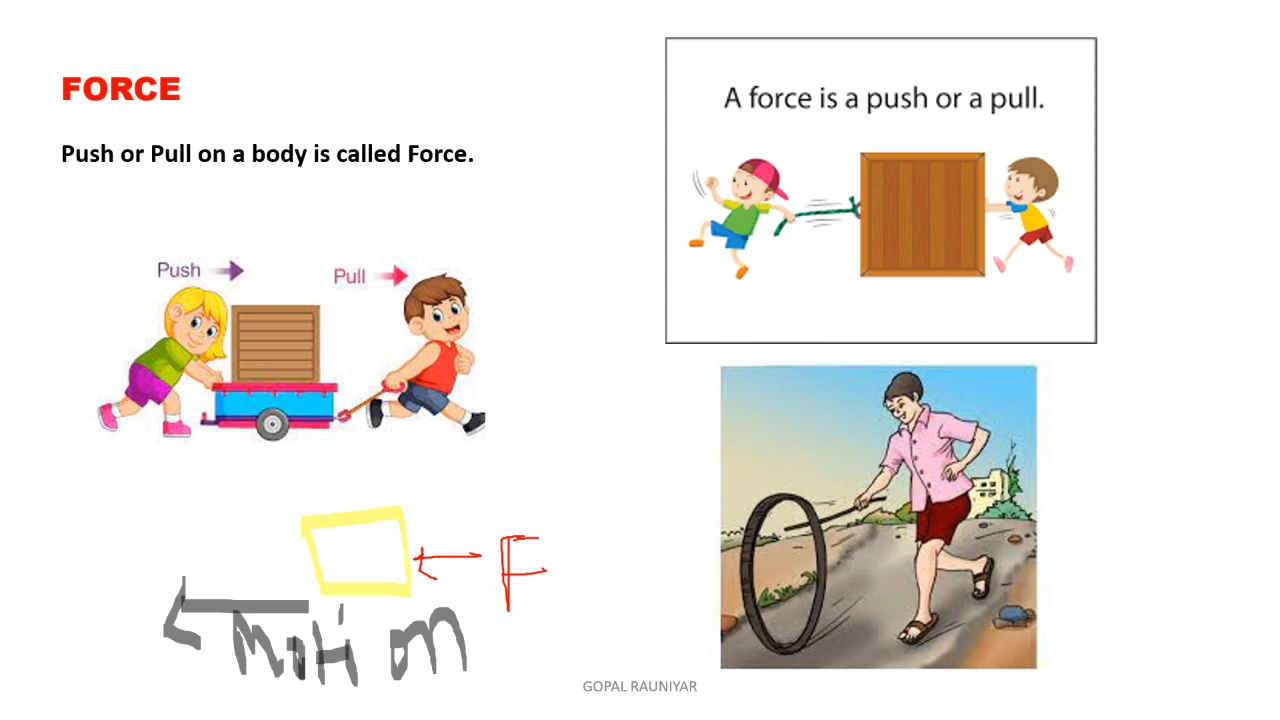 FORCE
Push or Pull on a body is called Force.
A force is a push or a pull.
Push
Pull
F
GOPAL RAUNIYAR